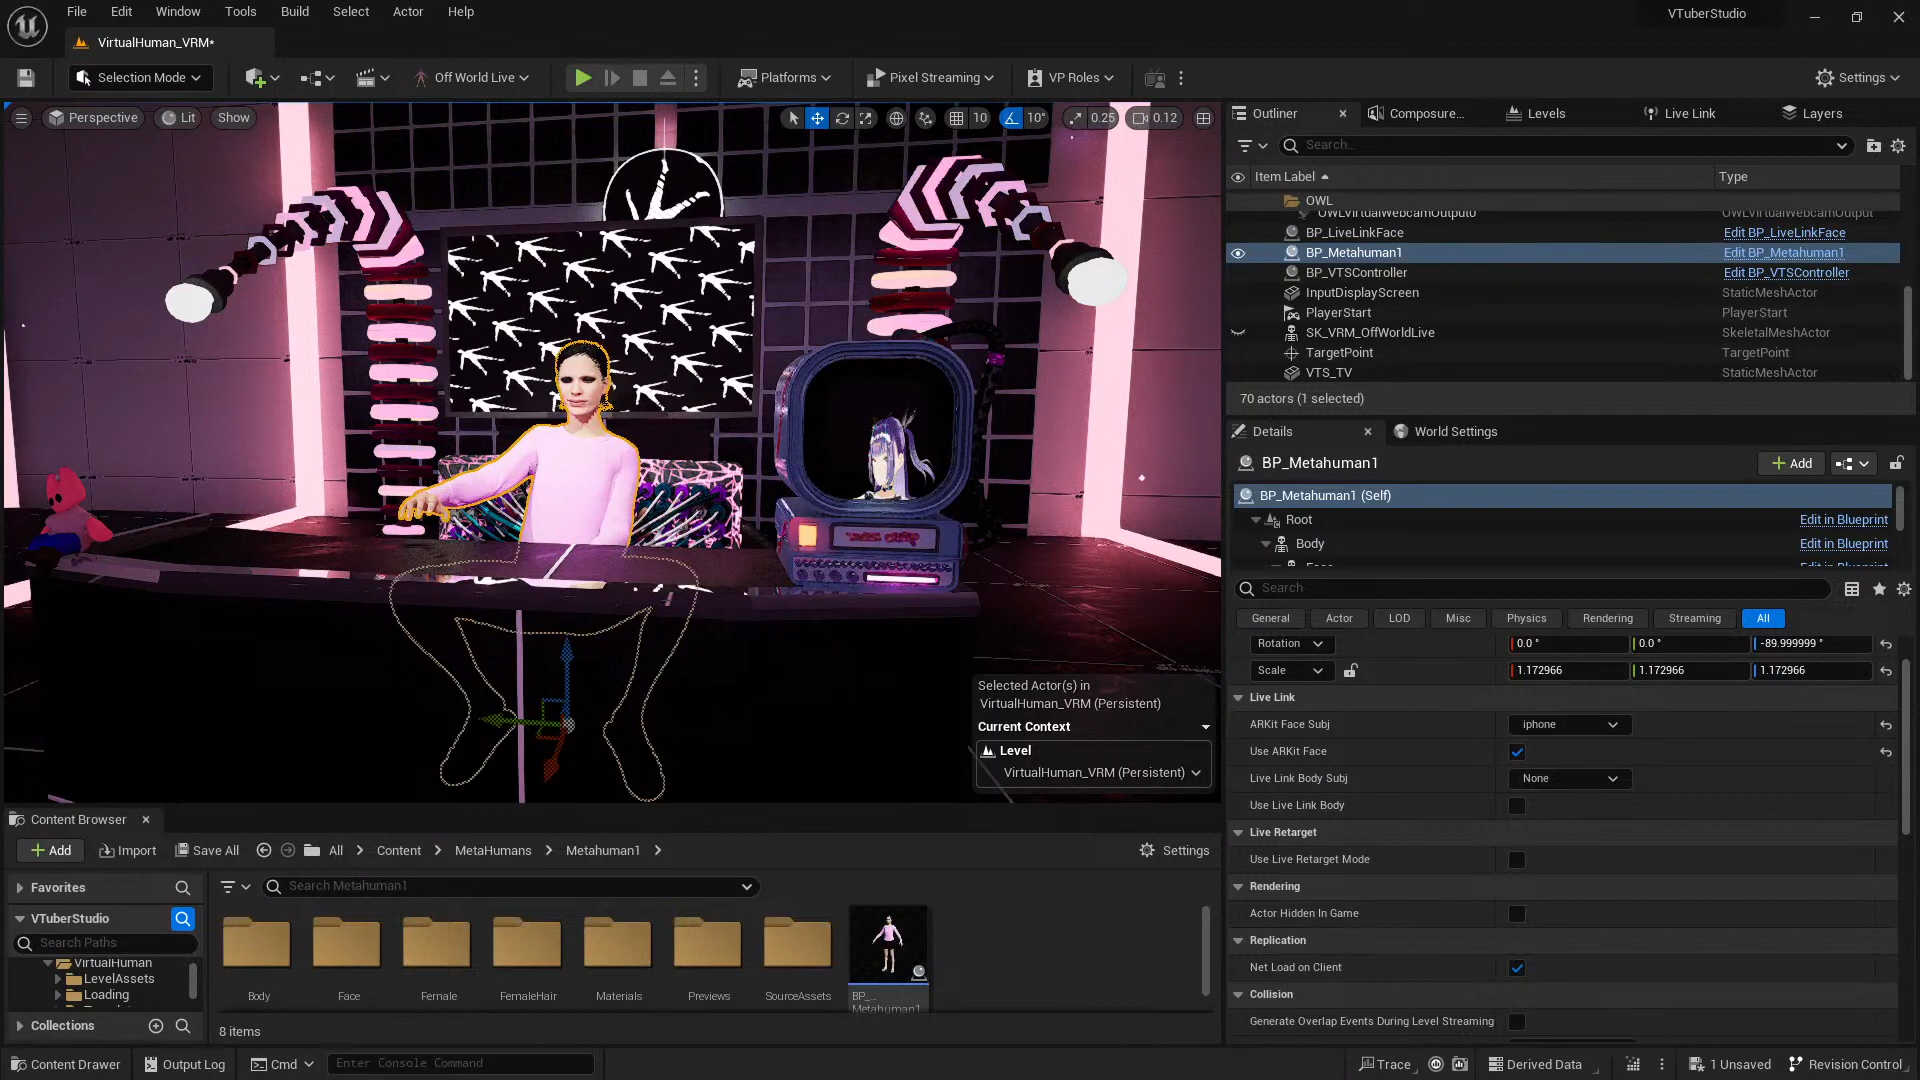 File Edit Window Tools Build Select Actor Help
VTuberStudio
VirtualHuman_VRM*
Selection Mode
Off World Live
Platforms
Pixel Streaming
VP Roles
Settings
Perspective
Lit
Show
10
10°
0.25
0.12
Outliner
Composure...
Levels
Live Link
Layers
Search...
Item Label
Type
OWL
OWLVirtualWebcamOutput0 OWLVirtualWebcamOutput
BP_LiveLinkFace Edit BP_LiveLinkFace
BP_Metahuman1 Edit BP_Metahuman1
BP_VTSController Edit BP_VTSController
InputDisplayScreen StaticMeshActor
PlayerStart PlayerStart
SK_VRM_OffWorldLive SkeletalMeshActor
TargetPoint TargetPoint
VTS_TV StaticMeshActor
70 actors (1 selected)
Details
World Settings
BP_Metahuman1
Add
BP_Metahuman1 (Self)
Root Edit in Blueprint
Body Edit in Blueprint
Search
General Actor LOD Misc Physics Rendering Streaming All
Rotation 0.0 ° 0.0 ° -89.999999 °
Scale 1.172966 1.172966 1.172966
Live Link
ARKit Face Subj iphone
Use ARKit Face
Live Link Body Subj None
Use Live Link Body
Live Retarget
Use Live Retarget Mode
Rendering
Actor Hidden In Game
Replication
Net Load on Client
Collision
Generate Overlap Events During Level Streaming
Selected Actor(s) in
VirtualHuman_VRM (Persistent)
Current Context
Level
VirtualHuman_VRM (Persistent)
Content Browser
Add
Import
Save All
All
Content
MetaHumans
Metahuman1
Settings
Favorites
Search Metahuman1
VTuberStudio
Search Paths
VirtualHuman
LevelAssets
Loading
Collections
Body
Face
Female
FemaleHair
Materials
Previews
SourceAssets
BP_...
Metahuman1
8 items
Content Drawer
Output Log
Cmd
Enter Console Command
Trace
Derived Data
1 Unsaved
Revision Control